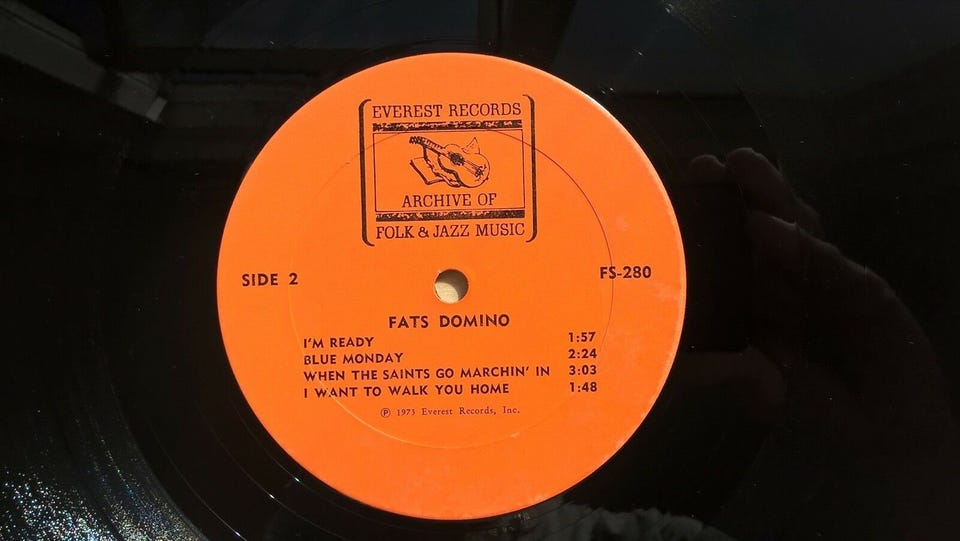 EVEREST RECORDS
ARCHIVE OF
FOLK & JAZZ MUSIC
SIDE 2
FS-280
FATS DOMINO
I'M READY 1:57
BLUE MONDAY 2:24
WHEN THE SAINTS GO MARCHIN' IN 3:03
I WANT TO WALK YOU HOME 1:48
℗ 1973 Everest Records, Inc.